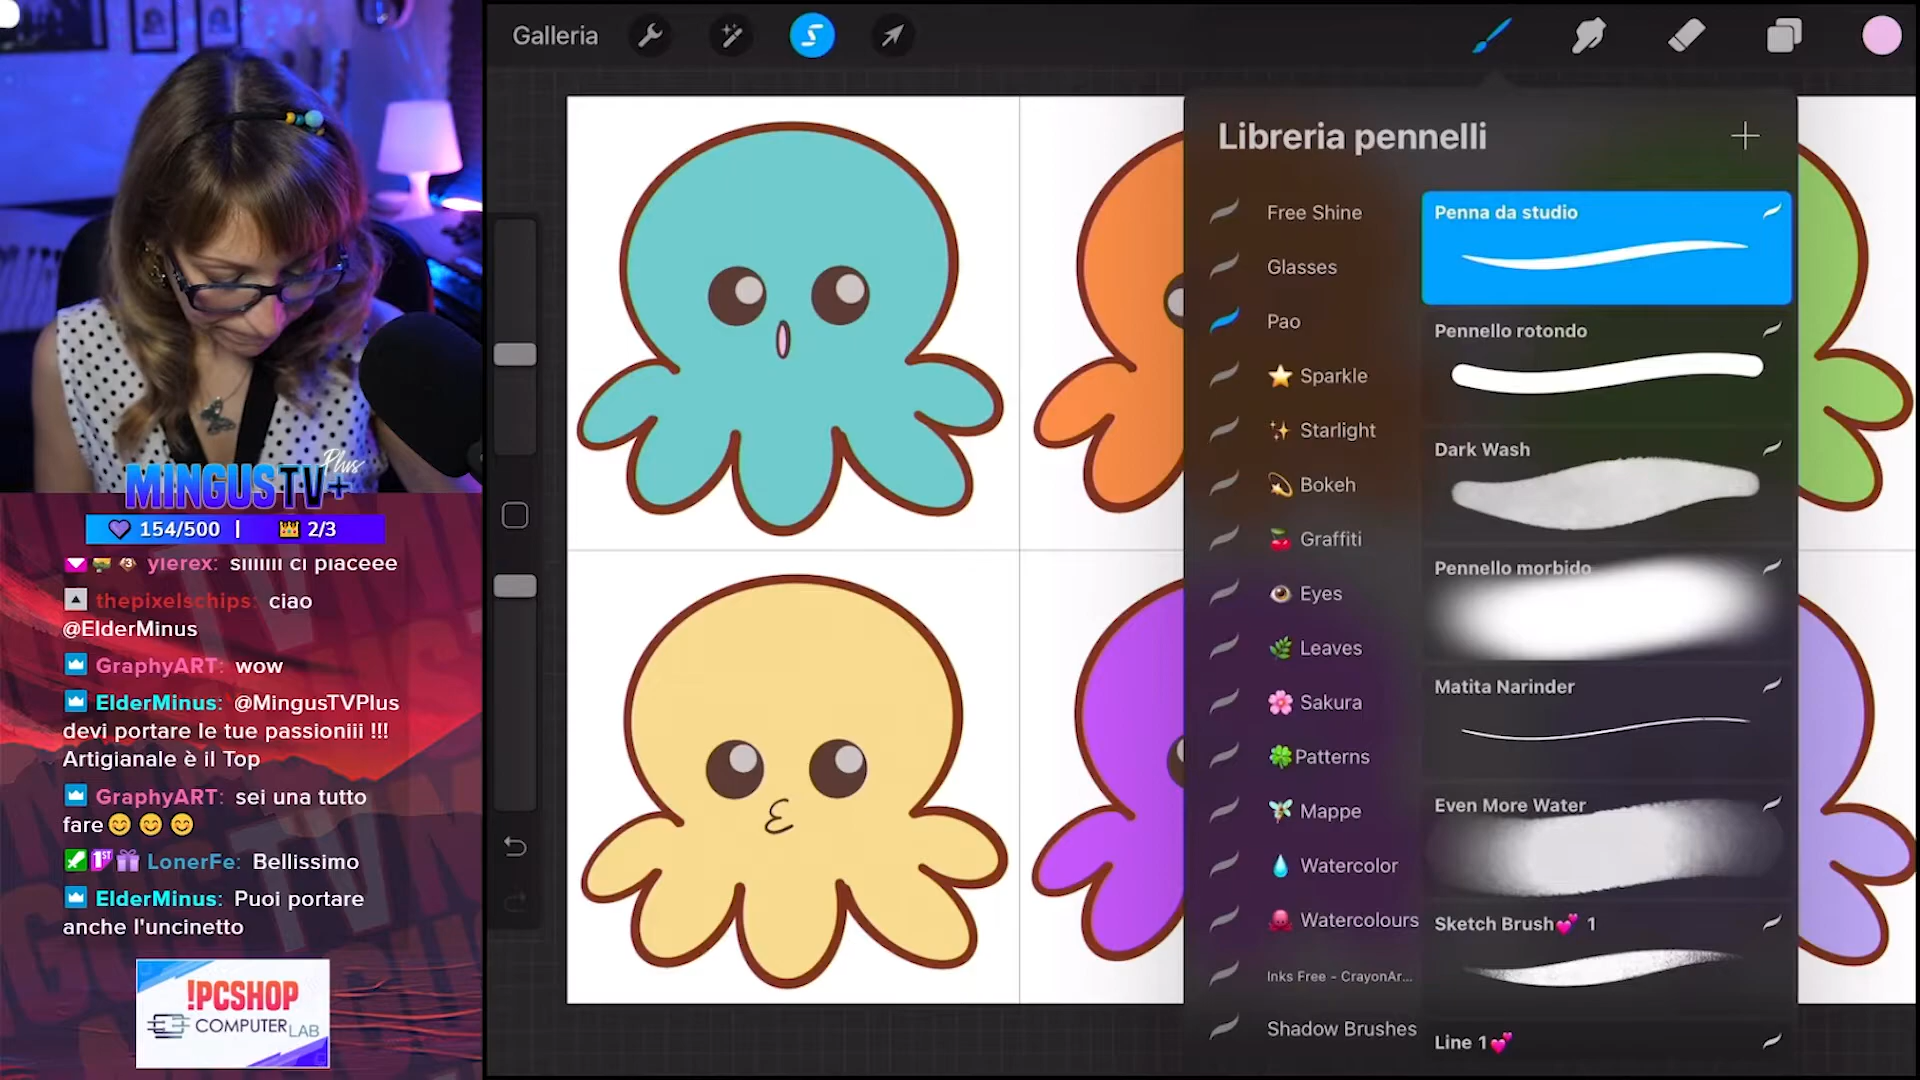 Galleria
Libreria pennelli
Free Shine
Glasses
Pao
Sparkle
Starlight
Bokeh
Graffiti
Eyes
Leaves
Sakura
Patterns
Mappe
Watercolor
Watercolours
Inks Free - CrayonAr...
Shadow Brushes
Penna da studio
Pennello rotondo
Dark Wash
Pennello morbido
Matita Narinder
Even More Water
Sketch Brush💕 1
Line 1💕
MINGUSTV+
Plus
154/500 | 2/3
yierex: siiiiiii ci piaceee
thepixelschips: ciao
@ElderMinus
GraphyART: wow
ElderMinus: @MingusTVPlus
devi portare le tue passioniii !!!
Artigianale è il Top
GraphyART: sei una tutto
fare😊 😊 😊
1ST LonerFe: Bellissimo
ElderMinus: Puoi portare
anche l'uncinetto
!PCSHOP
COMPUTER LAB